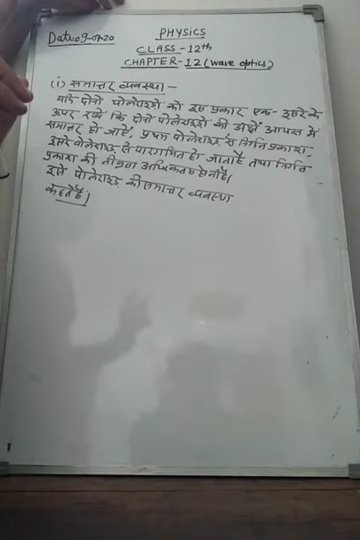 Date:-9-07-20
PHYSICS
CLASS-12th
CHAPTER-12 (wave optics)
(i) समान्तर व्यवस्था -
यदि दोनो पोलेराइडो को इस प्रकार एक-दूसरे के
ऊपर रखे कि दोनो पोलेराइडो की अक्षे आपस मे
समान्तर हो जाये, प्रथम पोलेराइड से निर्गत प्रकाश,
दूसरे पोलेराइड से पारगमित हो जाता है तथा निर्गत
प्रकाश की तीव्रता अधिकतम होती है।
इसे पोलेराइड की समान्तर व्यवस्था
कहते है।